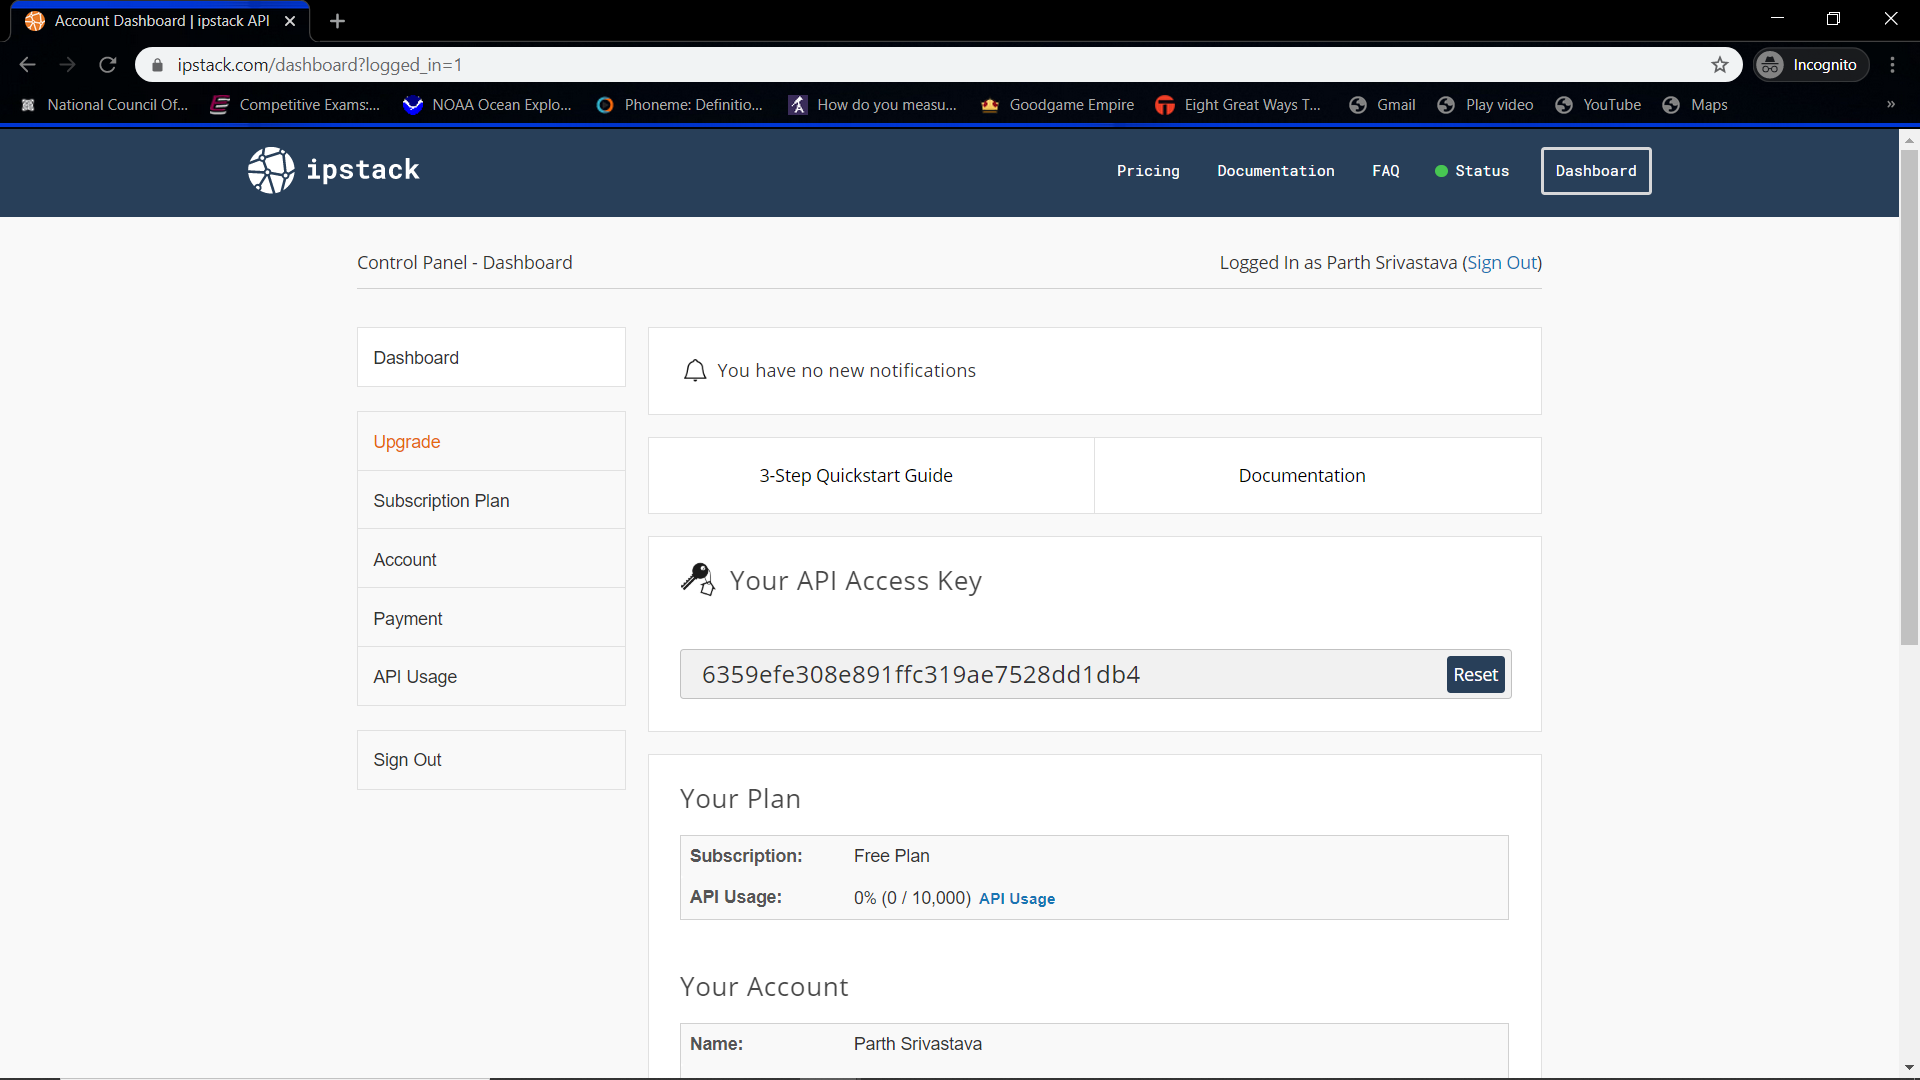 Account Dashboard | ipstack API
ipstack.com/dashboard?logged_in=1
Incognito
National Council Of...
Competitive Exams:...
NOAA Ocean Explo...
Phoneme: Definitio...
How do you measu...
Goodgame Empire
Eight Great Ways T...
Gmail
Play video
YouTube
Maps
»
ipstack
Pricing
Documentation
FAQ
Status
Dashboard
Control Panel - Dashboard
Logged In as Parth Srivastava (Sign Out)
Dashboard
Upgrade
Subscription Plan
Account
Payment
API Usage
Sign Out
You have no new notifications
3-Step Quickstart Guide
Documentation
Your API Access Key
6359efe308e891ffc319ae7528dd1db4
Reset
Your Plan
Subscription: Free Plan
API Usage: 0% (0 / 10,000) API Usage
Your Account
Name: Parth Srivastava